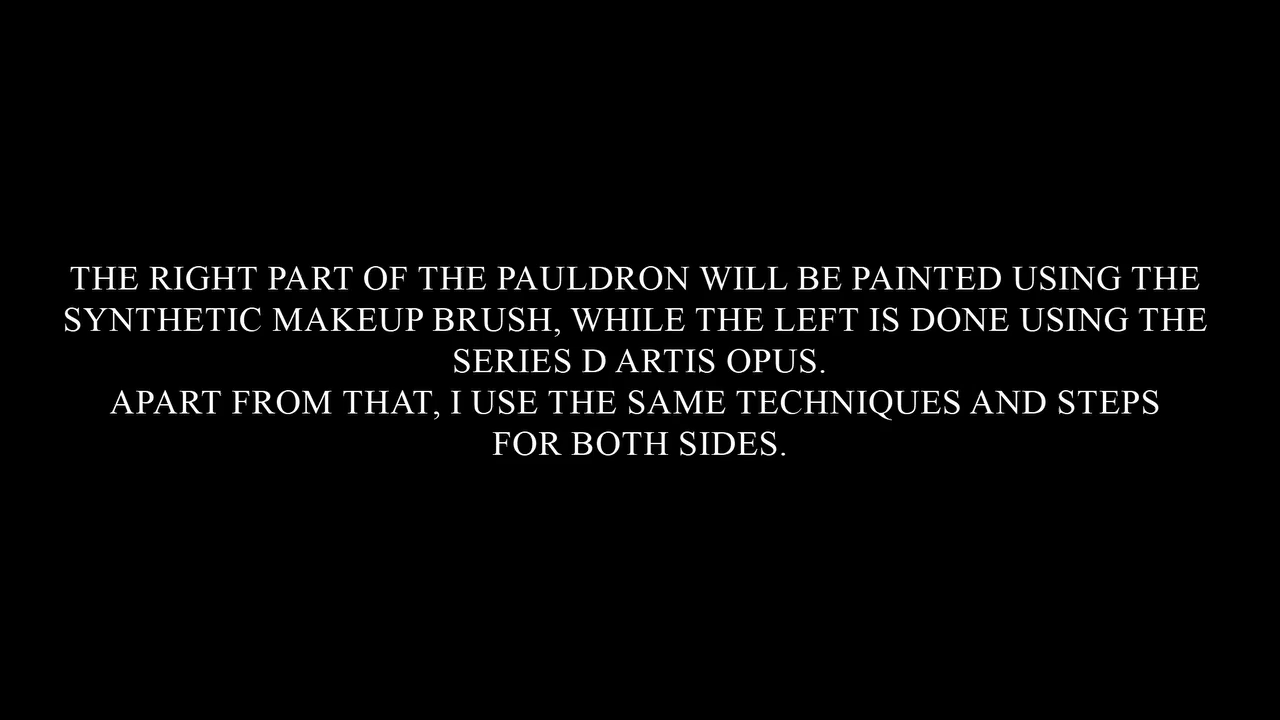 THE RIGHT PART OF THE PAULDRON WILL BE PAINTED USING THE
SYNTHETIC MAKEUP BRUSH, WHILE THE LEFT IS DONE USING THE
SERIES D ARTIS OPUS.
APART FROM THAT, I USE THE SAME TECHNIQUES AND STEPS
FOR BOTH SIDES.